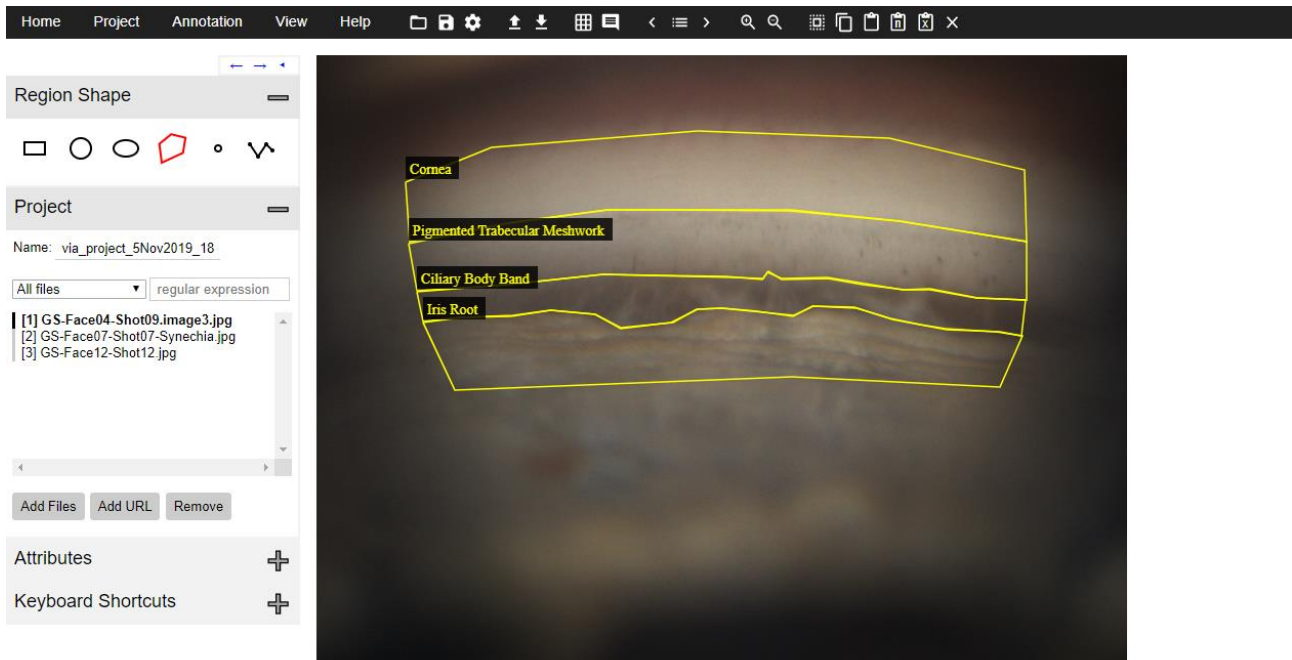 Home Project Annotation View Help
Region Shape
Project
Name: via_project_5Nov2019_18
All files regular expression
[1] GS-Face04-Shot09.image3.jpg
[2] GS-Face07-Shot07-Synechia.jpg
[3] GS-Face12-Shot12.jpg
Add Files Add URL Remove
Attributes
Keyboard Shortcuts
Cornea
Pigmented Trabecular Meshwork
Ciliary Body Band
Iris Root